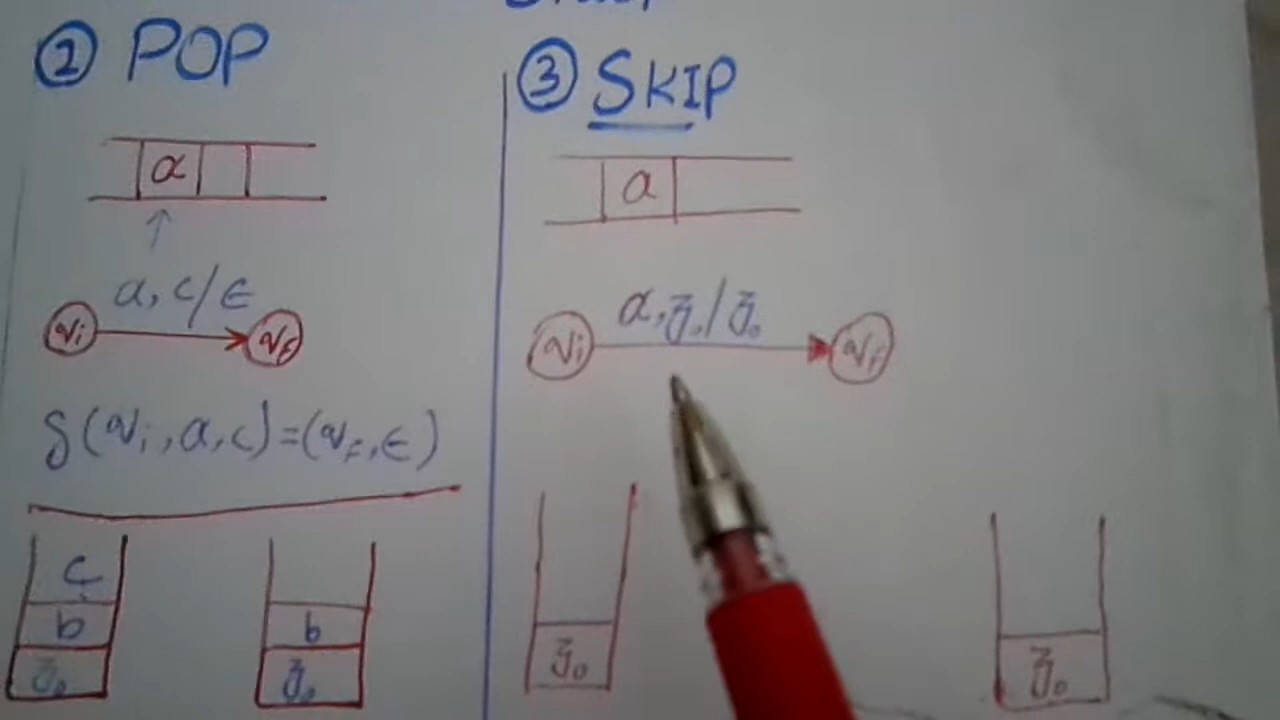 ② POP
a
a, c/ε
qi
qf
δ(qi, a, c) = (qf, ε)
c
b
z₀
b
z₀
③ SKIP
a
a, z₀/z₀
qi
qf
z₀
z₀